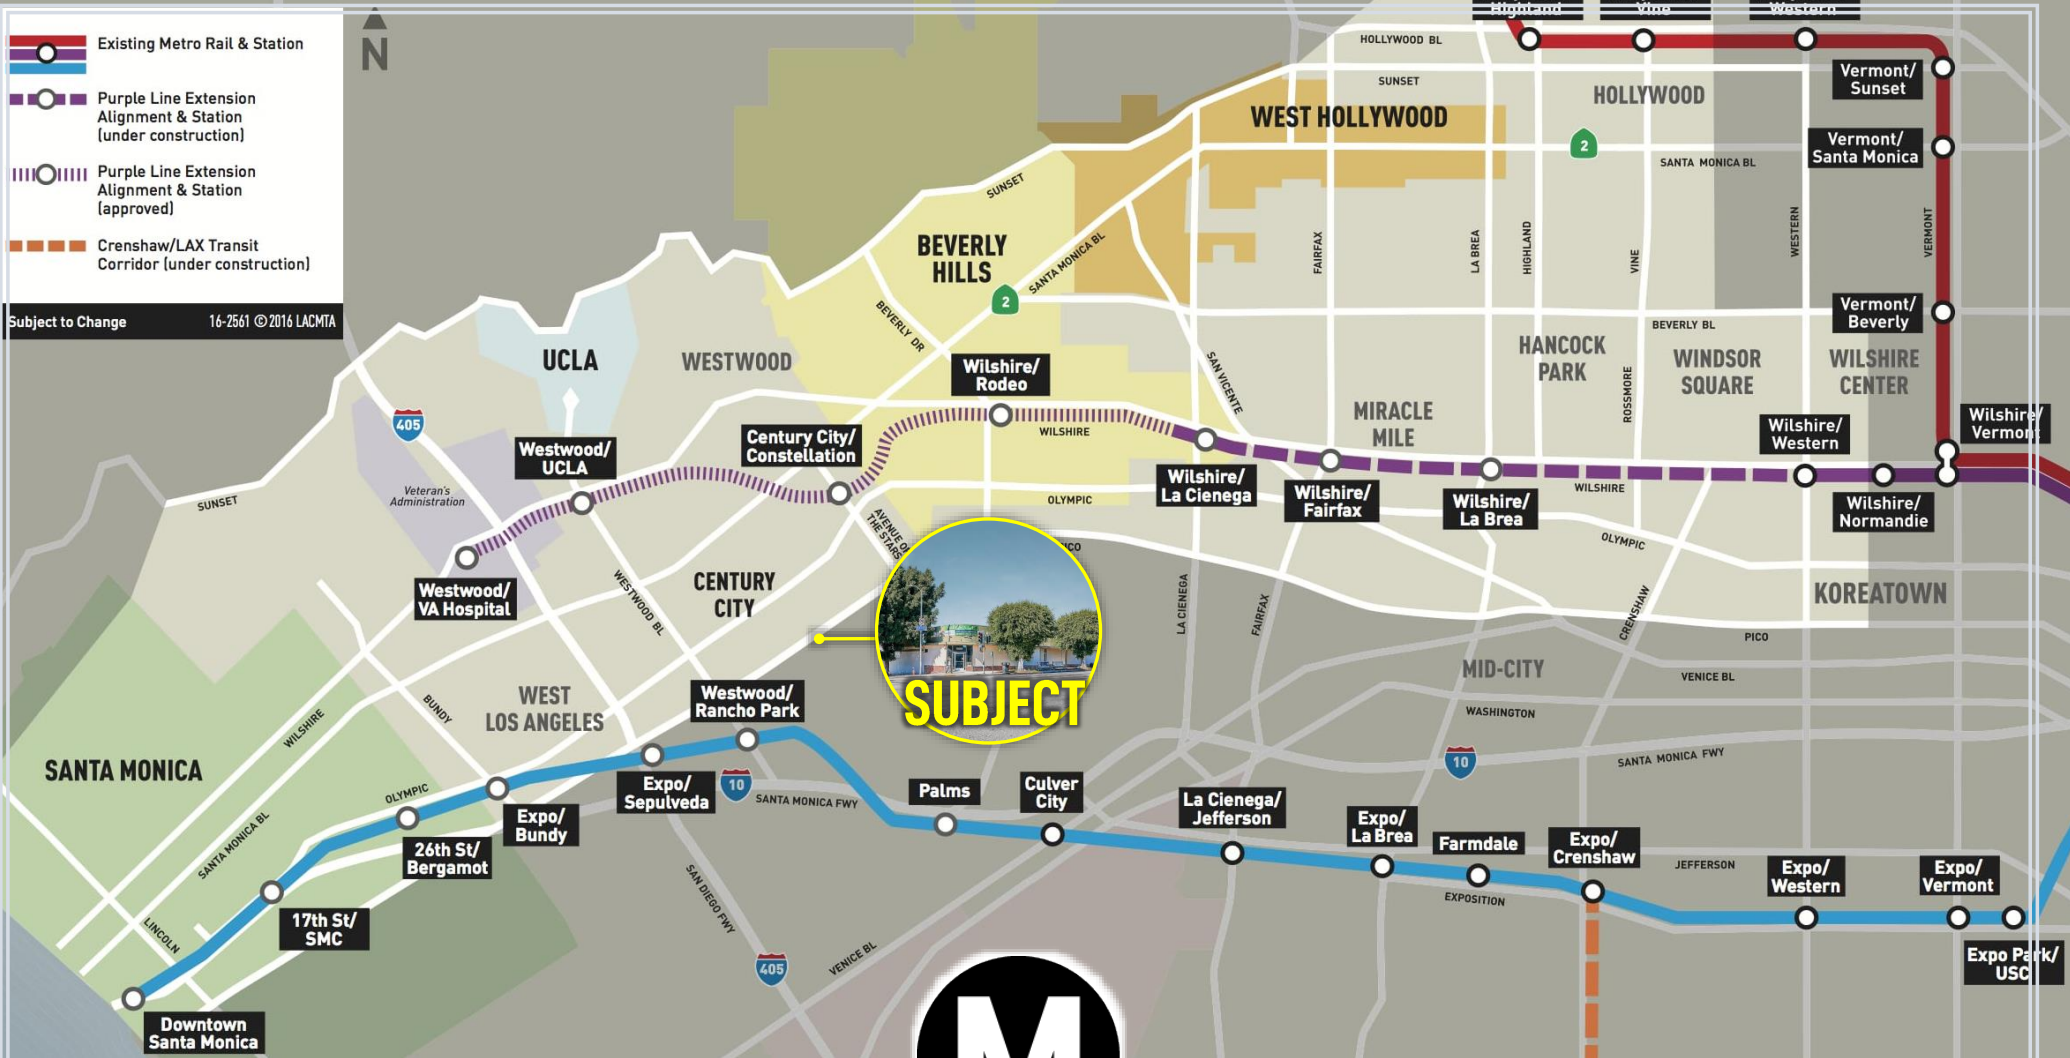 Existing Metro Rail & Station
Purple Line Extension
Alignment & Station
(under construction)
Purple Line Extension
Alignment & Station
(approved)
Crenshaw/LAX Transit
Corridor (under construction)
Subject to Change
16-2561 ©2016 LACMTA
N
Highland
Vine
Western
HOLLYWOOD BL
SUNSET
HOLLYWOOD
Vermont/
Sunset
WEST HOLLYWOOD
2
SANTA MONICA BL
Vermont/
Santa Monica
SUNSET
BEVERLY
HILLS
SANTA MONICA BL
2
FAIRFAX
LA BREA
HIGHLAND
VINE
WESTERN
VERMONT
BEVERLY DR
Vermont/
Beverly
BEVERLY BL
UCLA
WESTWOOD
Wilshire/
Rodeo
SAN VICENTE
HANCOCK
PARK
ROSSMORE
WINDSOR
SQUARE
WILSHIRE
CENTER
MIRACLE
MILE
405
Westwood/
UCLA
Century City/
Constellation
WILSHIRE
Wilshire/
Western
Wilshire/
Vermont
Veteran's
Administration
SUNSET
OLYMPIC
Wilshire/
La Cienega
Wilshire/
Fairfax
Wilshire/
La Brea
WILSHIRE
Wilshire/
Normandie
AVENUE OF
THE STARS
OLYMPIC
Westwood/
VA Hospital
WESTWOOD BL
CENTURY
CITY
LA CIENEGA
FAIRFAX
CRENSHAW
KOREATOWN
PICO
SUBJECT
MID-CITY
VENICE BL
WASHINGTON
WEST
LOS ANGELES
BUNDY
WILSHIRE
Westwood/
Rancho Park
SANTA MONICA
OLYMPIC
SANTA MONICA BL
Expo/
Sepulveda
10
SANTA MONICA FWY
10
SANTA MONICA FWY
Palms
Culver
City
La Cienega/
Jefferson
Expo/
La Brea
Farmdale
Expo/
Crenshaw
JEFFERSON
EXPOSITION
Expo/
Western
Expo/
Vermont
Expo/
Bundy
26th St/
Bergamot
17th St/
SMC
LINCOLN
SAN DIEGO FWY
VENICE BL
405
Expo Park/
USC
Downtown
Santa Monica
M